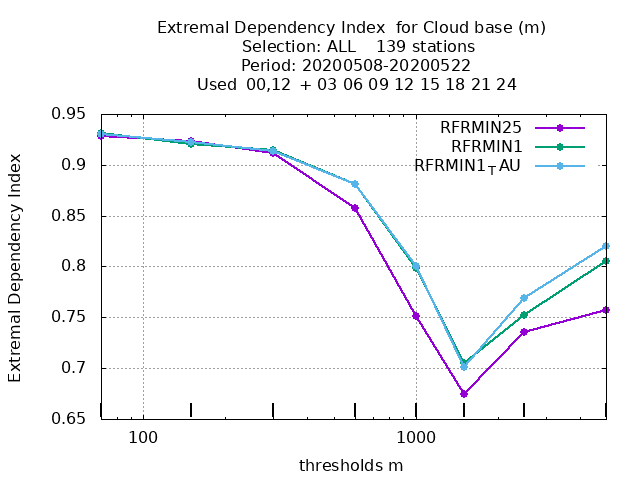 Extremal Dependency Index for Cloud base (m)
Selection: ALL 139 stations
Period: 20200508-20200522
Used 00,12 + 03 06 09 12 15 18 21 24
0.95
0.9
0.85
0.8
0.75
0.7
0.65
Extremal Dependency Index
RFRMIN25
RFRMIN1
RFRMIN1TAU
100
1000
thresholds m